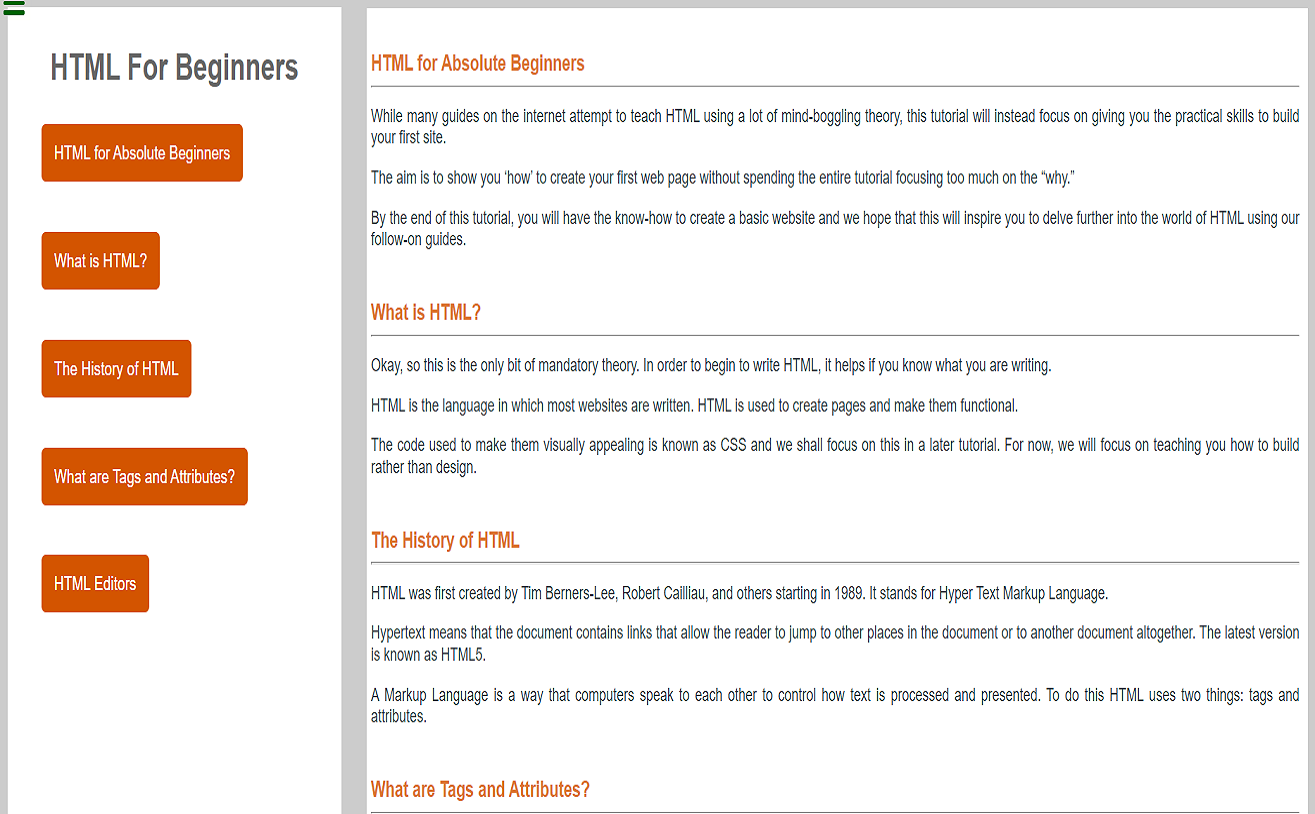 HTML For Beginners
HTML for Absolute Beginners
What is HTML?
The History of HTML
What are Tags and Attributes?
HTML Editors
HTML for Absolute Beginners
While many guides on the internet attempt to teach HTML using a lot of mind-boggling theory, this tutorial will instead focus on giving you the practical skills to build
your first site.
The aim is to show you ‘how’ to create your first web page without spending the entire tutorial focusing too much on the “why.”
By the end of this tutorial, you will have the know-how to create a basic website and we hope that this will inspire you to delve further into the world of HTML using our
follow-on guides.
What is HTML?
Okay, so this is the only bit of mandatory theory. In order to begin to write HTML, it helps if you know what you are writing.
HTML is the language in which most websites are written. HTML is used to create pages and make them functional.
The code used to make them visually appealing is known as CSS and we shall focus on this in a later tutorial. For now, we will focus on teaching you how to build
rather than design.
The History of HTML
HTML was first created by Tim Berners-Lee, Robert Cailliau, and others starting in 1989. It stands for Hyper Text Markup Language.
Hypertext means that the document contains links that allow the reader to jump to other places in the document or to another document altogether. The latest version
is known as HTML5.
A Markup Language is a way that computers speak to each other to control how text is processed and presented. To do this HTML uses two things: tags and
attributes.
What are Tags and Attributes?